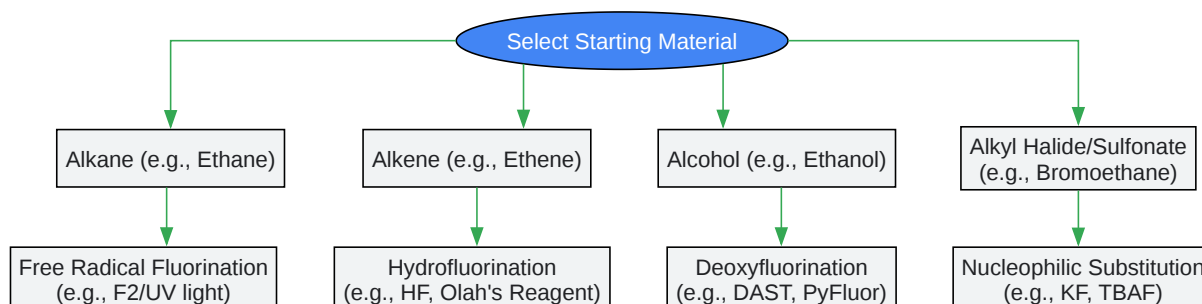 Select Starting Material
Alkane (e.g., Ethane)
Alkene (e.g., Ethene)
Alcohol (e.g., Ethanol)
Alkyl Halide/Sulfonate
(e.g., Bromoethane)
Free Radical Fluorination
(e.g., F2/UV light)
Hydrofluorination
(e.g., HF, Olah's Reagent)
Deoxyfluorination
(e.g., DAST, PyFluor)
Nucleophilic Substitution
(e.g., KF, TBAF)